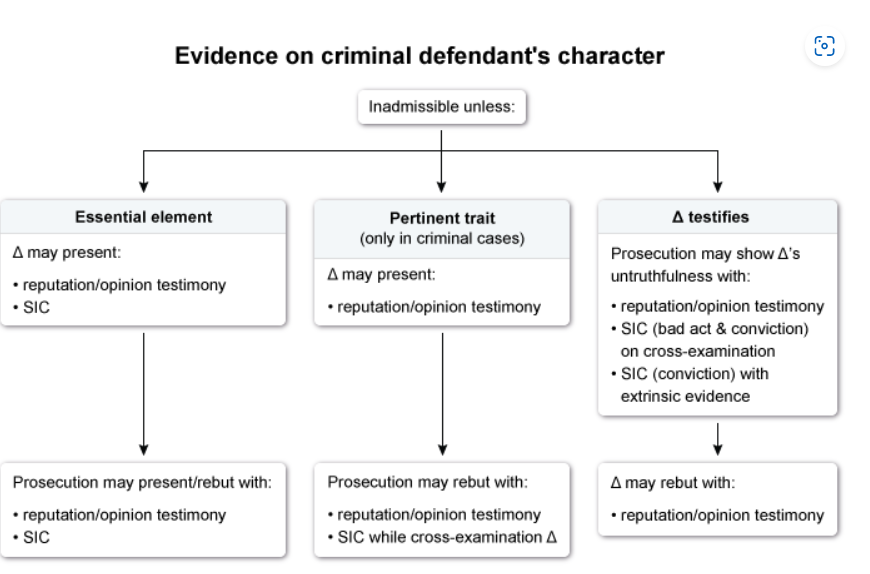 Evidence on criminal defendant's character
Inadmissible unless:
Essential element
Δ may present:
• reputation/opinion testimony
• SIC
Pertinent trait
(only in criminal cases)
Δ may present:
• reputation/opinion testimony
Δ testifies
Prosecution may show Δ's
untruthfulness with:
• reputation/opinion testimony
• SIC (bad act & conviction)
on cross-examination
• SIC (conviction) with
extrinsic evidence
Prosecution may present/rebut with:
• reputation/opinion testimony
• SIC
Prosecution may rebut with:
• reputation/opinion testimony
• SIC while cross-examination Δ
Δ may rebut with:
• reputation/opinion testimony